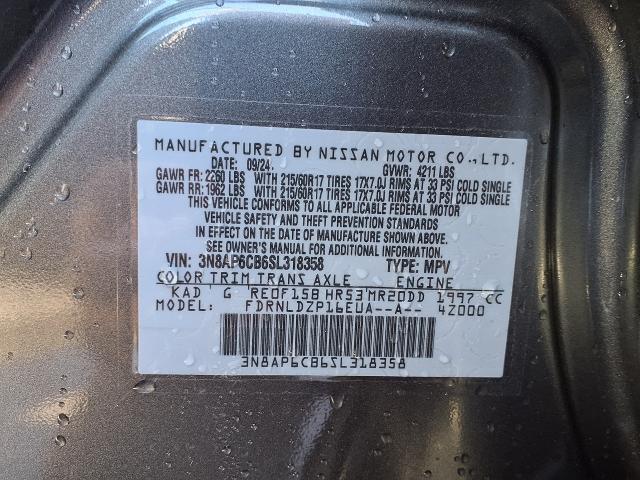 MANUFACTURED BY NISSAN MOTOR CO., LTD.
DATE: 09/24 GVWR: 4211 LBS
GAWR FR: 2260 LBS WITH 215/60R17 TIRES 17X7.0J RIMS AT 33 PSI COLD SINGLE
GAWR RR: 1962 LBS WITH 215/60R17 TIRES 17X7.0J RIMS AT 33 PSI COLD SINGLE
THIS VEHICLE CONFORMS TO ALL APPLICABLE FEDERAL MOTOR
VEHICLE SAFETY AND THEFT PREVENTION STANDARDS
IN EFFECT ON THE DATE OF MANUFACTURE SHOWN ABOVE.
SEE OWNER'S MANUAL FOR ADDITIONAL INFORMATION.
VIN: 3N8AP6CB6SL318358 TYPE: MPV
COLOR TRIM TRANS AXLE ENGINE
KAD G RE0F15B HR53 MR20DD 1997 CC
MODEL: FDRNLDZP16EUA--A-- 4Z000
3N8AP6CB6SL318358